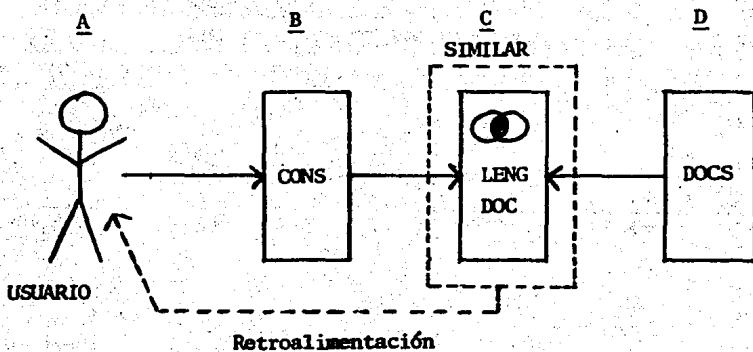 A B C D
SIMILAR
CONS LENG DOCS
DOC
USUARIO
Retroalimentación